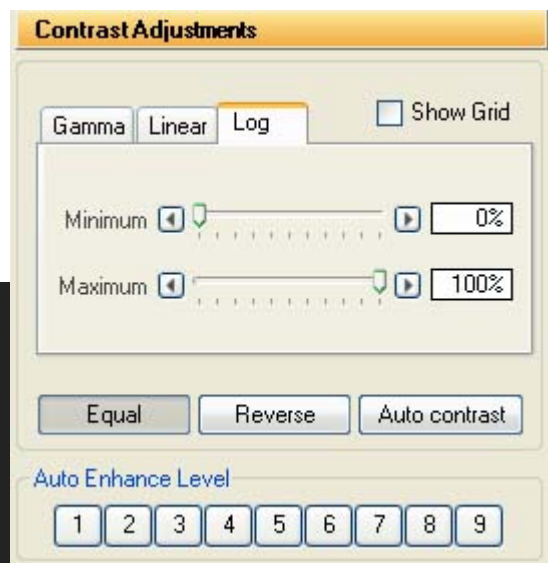 Contrast Adjustments
Gamma Linear Log Show Grid
Minimum 0%
Maximum 100%
Equal Reverse Auto contrast
Auto Enhance Level
1 2 3 4 5 6 7 8 9